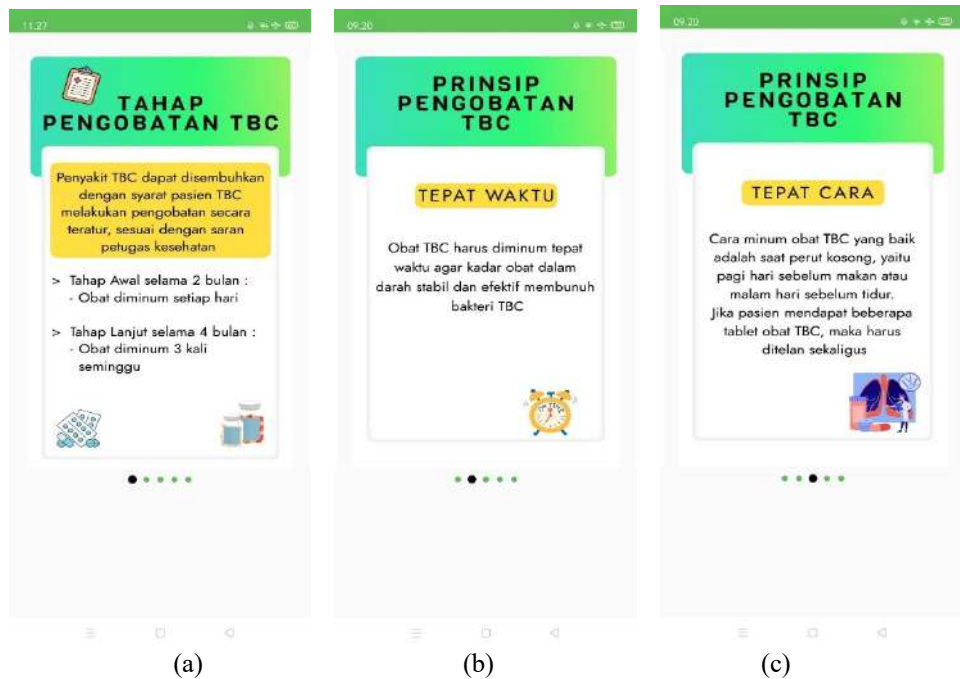 11.27
TAHAP
PENGOBATAN TBC
Penyakit TBC dapat disembuhkan
dengan syarat pasien TBC
melakukan pengobatan secara
teratur, sesuai dengan saran
petugas kesehatan
> Tahap Awal selama 2 bulan :
- Obat diminum setiap hari
> Tahap Lanjut selama 4 bulan :
- Obat diminum 3 kali
seminggu
(a)
09.20
PRINSIP
PENGOBATAN
TBC
TEPAT WAKTU
Obat TBC harus diminum tepat
waktu agar kadar obat dalam
darah stabil dan efektif membunuh
bakteri TBC
(b)
09.20
PRINSIP
PENGOBATAN
TBC
TEPAT CARA
Cara minum obat TBC yang baik
adalah saat perut kosong, yaitu
pagi hari sebelum makan atau
malam hari sebelum tidur.
Jika pasien mendapat beberapa
tablet obat TBC, maka harus
ditelan sekaligus
(c)